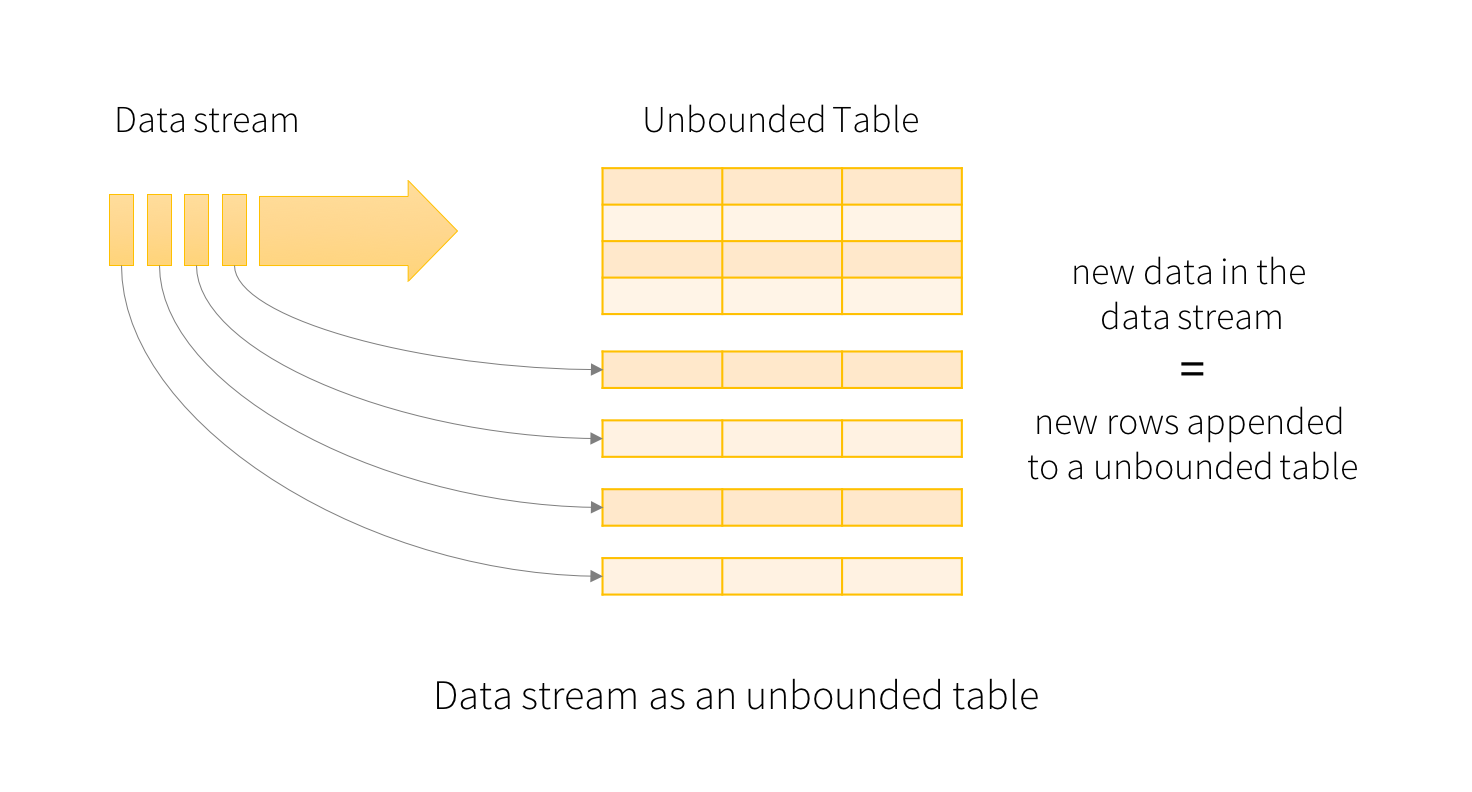 Data stream
Unbounded Table
new data in the
data stream
=
new rows appended
to a unbounded table
Data stream as an unbounded table